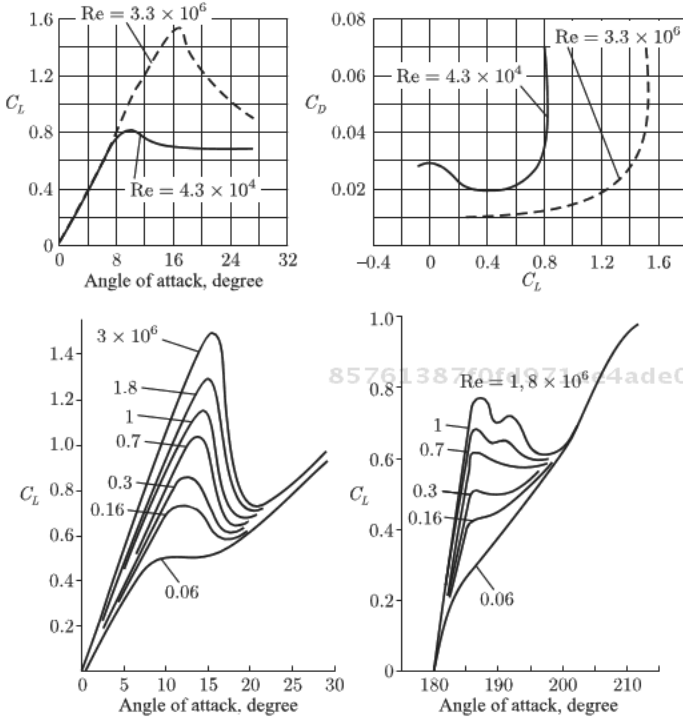 1.6
1.2
0.8
0.4
0
C_L
Re = 3.3 × 10⁶
Re = 4.3 × 10⁴
0 8 16 24 32
Angle of attack, degree
0.08
0.06
0.04
0.02
C_D
Re = 3.3 × 10⁶
Re = 4.3 × 10⁴
−0.4 0 0.4 0.8 1.2 1.6
C_L
1.4
1.2
1.0
0.8
0.6
0.4
0.2
C_L
3 × 10⁶
1.8
1
0.7
0.3
0.16
0.06
0 5 10 15 20 25 30
Angle of attack, degree
1.0
0.8
0.6
0.4
0.2
0
C_L
Re = 1,8 × 10⁶
1
0.7
0.3
0.16
0.06
180 190 200 210
Angle of attack, degree